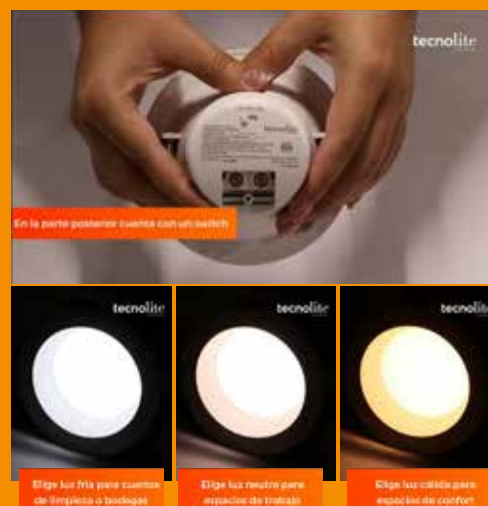 tecnolite
tecnolite
En la parte posterior cuenta con un switch
tecnolite
tecnolite
tecnolite
Elige luz fría para cuartos
de limpieza o bodegas
Elige luz neutra para
espacios de trabajo
Elige luz cálida para
espacios de confort